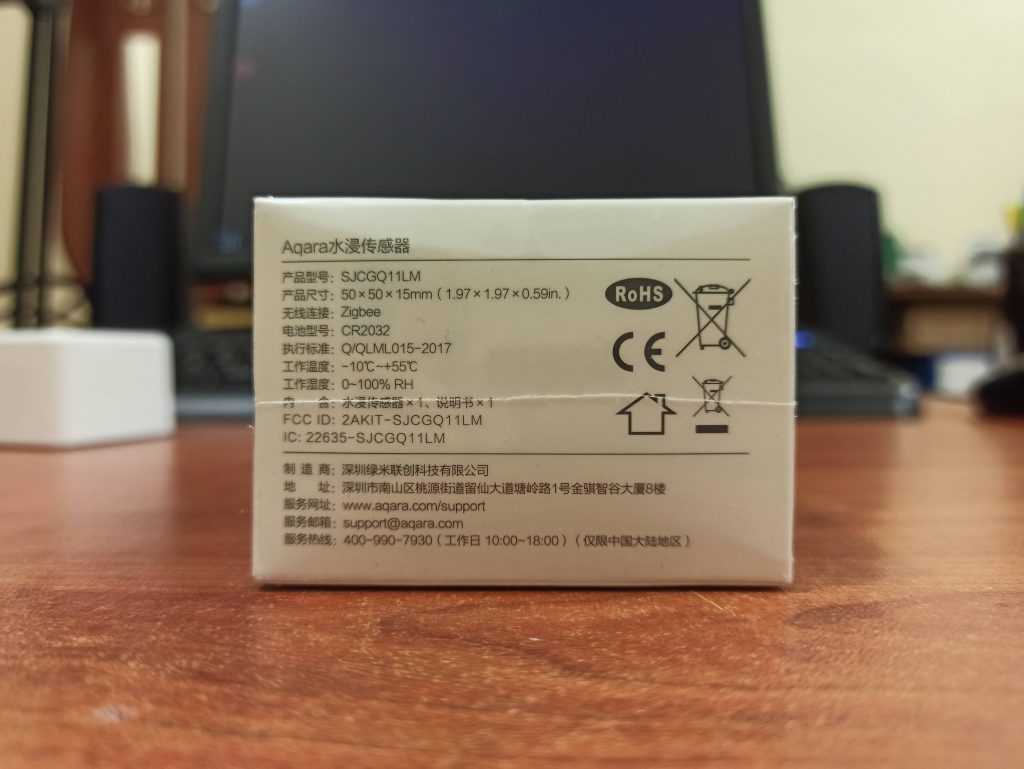 Aqara水浸传感器
产品型号: SJCGQ11LM
产品尺寸: 50×50×15mm ( 1.97×1.97×0.59in. )
无线连接: Zigbee
电池型号: CR2032
执行标准: Q/QLML015-2017
工作温度: -10℃~+55℃
工作湿度: 0~100% RH
内 含: 水浸传感器×1、说明书×1
FCC ID: 2AKIT-SJCGQ11LM
IC: 22635-SJCGQ11LM
RoHS
CE
制 造 商: 深圳绿米联创科技有限公司
地 址: 深圳市南山区桃源街道留仙大道塘岭路1号金骐智谷大厦8楼
服务网址: www.aqara.com/support
服务邮箱: support@aqara.com
服务热线: 400-990-7930 ( 工作日 10:00-18:00 ) ( 仅限中国大陆地区 )